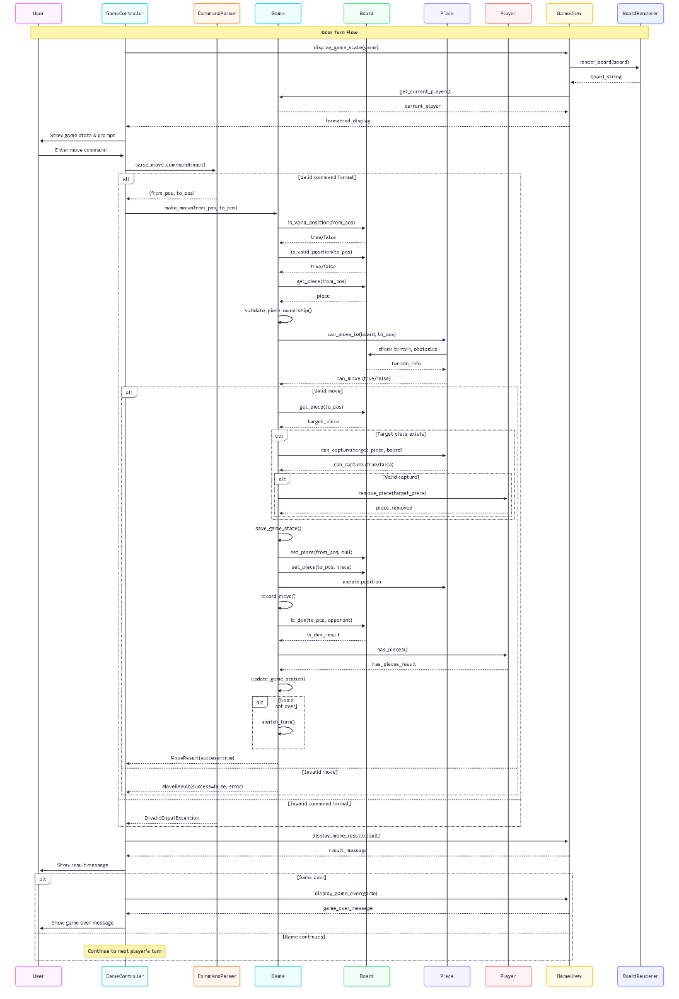 User GameController CommandParser Game Board Piece Player GameView BoardRenderer
User Turn Flow
display_game_state(game)
render_board(board)
board_string
get_current_player()
current_player
formatted_display
Show game state & prompt
Enter move command
parse_move_command(input)
alt [Valid command format]
(from_pos, to_pos)
make_move(from_pos, to_pos)
is_valid_position(from_pos)
true/false
is_valid_position(to_pos)
true/false
get_piece(from_pos)
piece
validate_piece_ownership()
can_move_to(board, to_pos)
check terrain, obstacles
terrain_info
can_move (true/false)
alt [Valid move]
get_piece(to_pos)
target_piece
opt [Target piece exists]
can_capture(target_piece, board)
can_capture (true/false)
alt [Valid capture]
remove_piece(target_piece)
piece_removed
save_game_state()
set_piece(from_pos, null)
set_piece(to_pos, piece)
update position
record_move()
is_den(to_pos, opponent)
is_den_result
has_pieces()
has_pieces_result
update_game_status()
alt [Game
not over]
switch_turn()
MoveResult(success=true)
[Invalid move]
MoveResult(success=false, error)
[Invalid command format]
InvalidInputException
display_move_result(result)
result_message
Show result message
alt [Game over]
display_game_over(game)
game_over_message
Show game over message
[Game continues]
Continue to next player's turn
User GameController CommandParser Game Board Piece Player GameView BoardRenderer